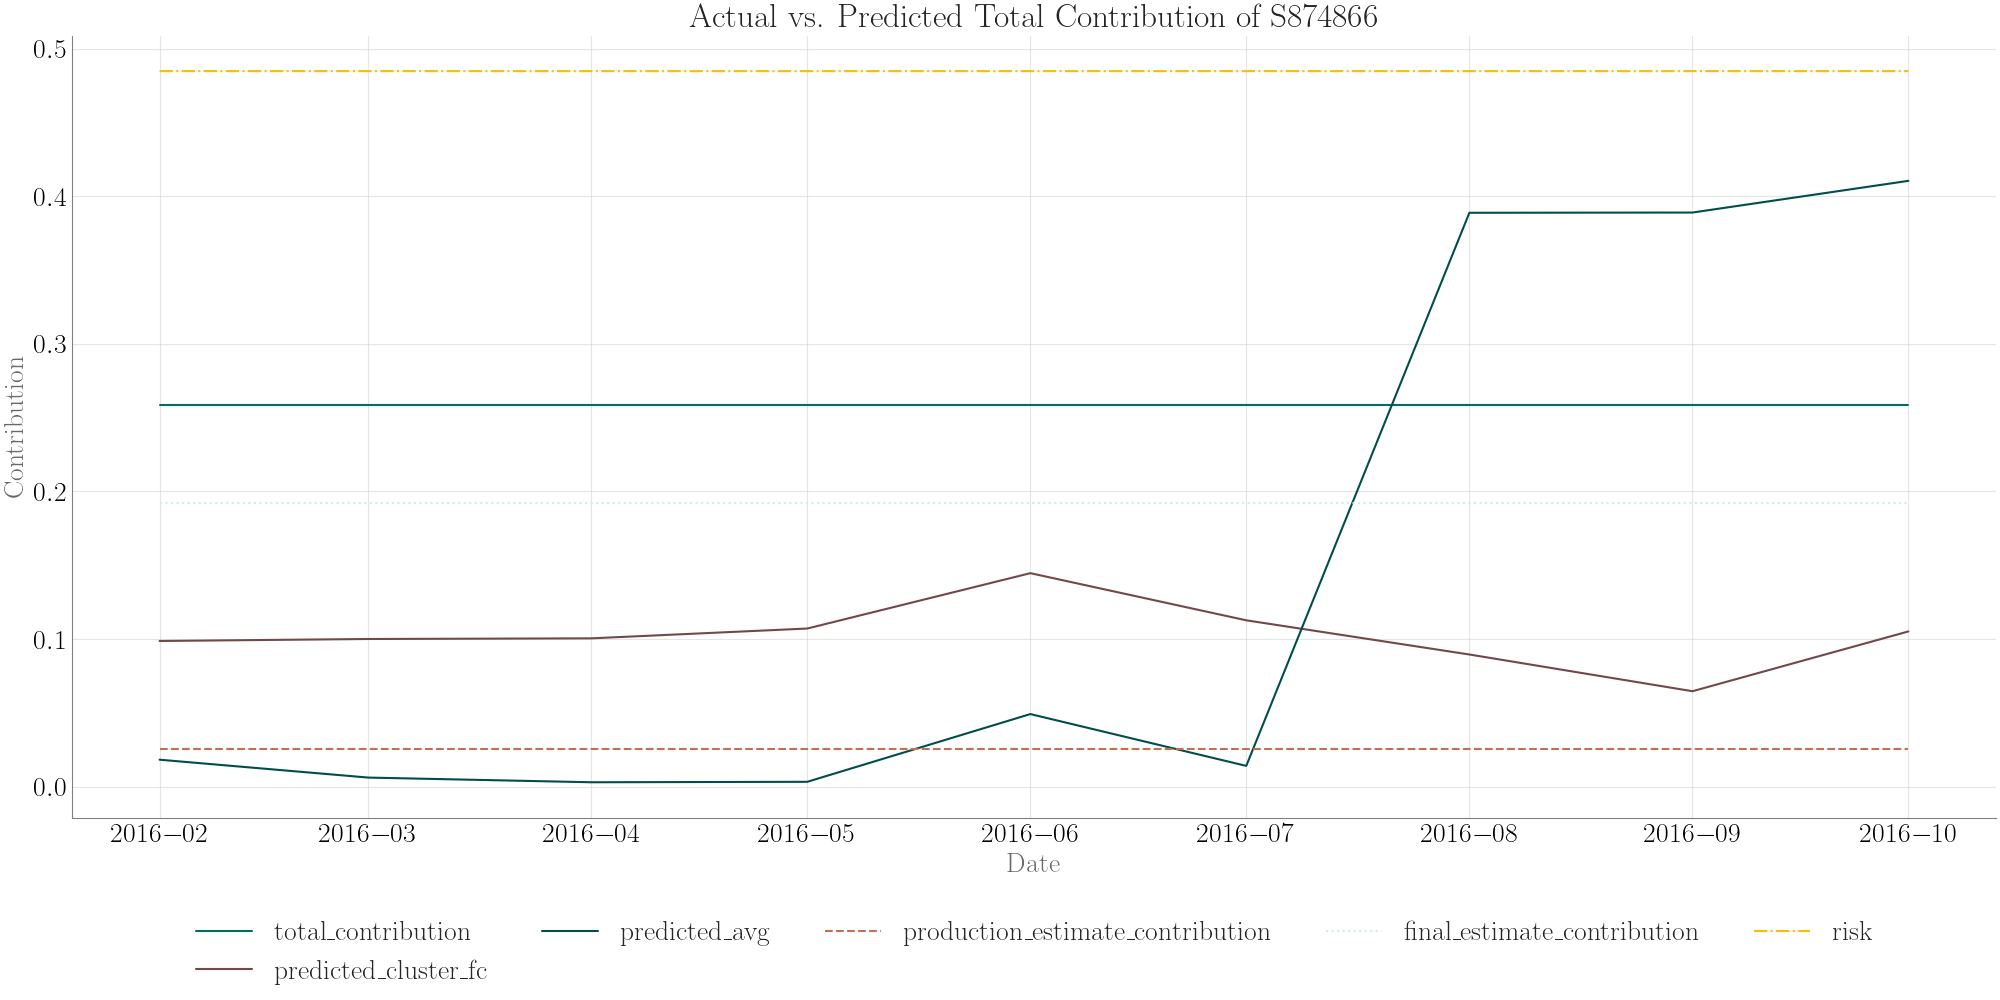 Actual vs. Predicted Total Contribution of S874866
0.5
0.4
0.3
0.2
0.1
0.0
Contribution
2016−02 2016−03 2016−04 2016−05 2016−06 2016−07 2016−08 2016−09 2016−10
Date
total_contribution predicted_avg production_estimate_contribution final_estimate_contribution risk
predicted_cluster_fc